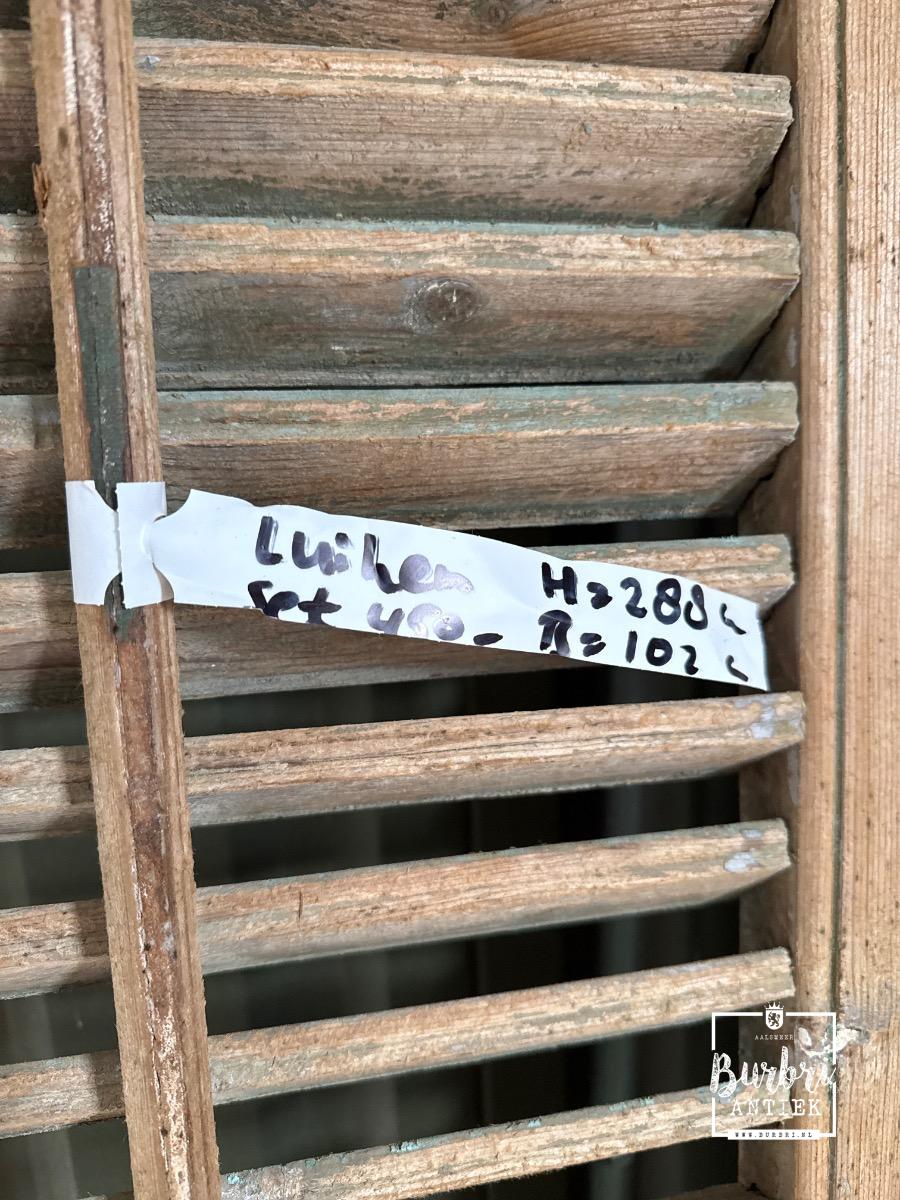 Luiken H=288 c
Set 450,- B=102 c
AALSMEER
Burbri
ANTIEK
WWW.BURBRI.NL